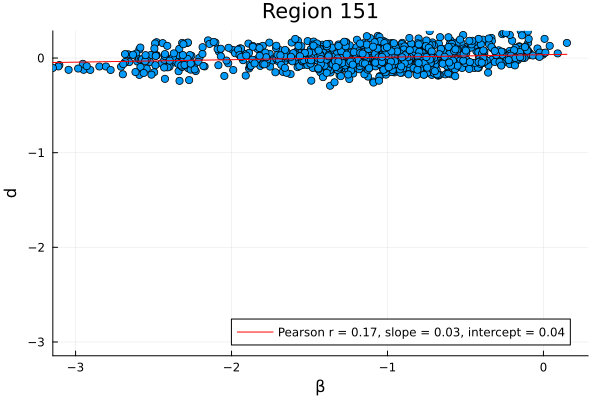 Region 151
d
0
−1
−2
−3
−3
−2
−1
0
β
Pearson r = 0.17, slope = 0.03, intercept = 0.04